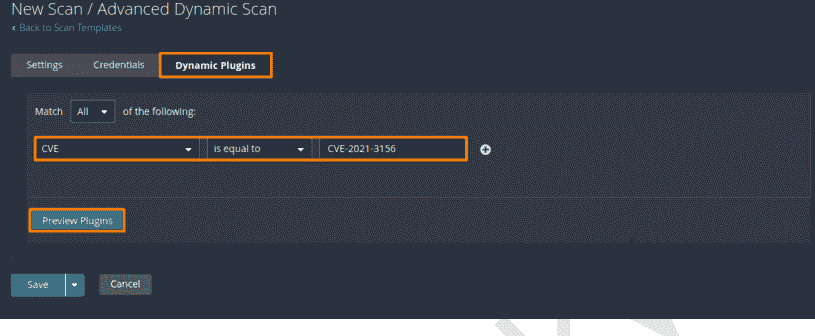 New Scan / Advanced Dynamic Scan
Back to Scan Templates
Settings Credentials Dynamic Plugins
Match All of the following:
CVE is equal to CVE-2021-3156
Preview Plugins
Save Cancel